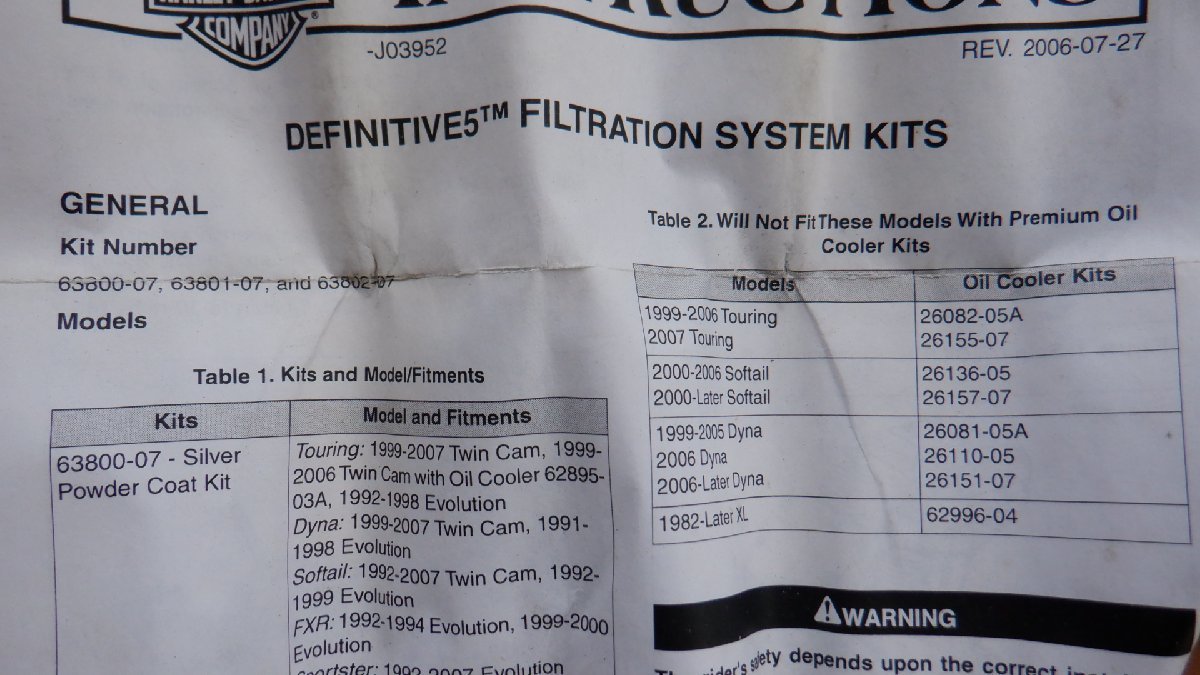 COMPANY®
-J03952
REV. 2006-07-27
DEFINITIVE5™ FILTRATION SYSTEM KITS
GENERAL
Kit Number
63800-07, 63801-07, and 63802-07
Models
Table 1. Kits and Model/Fitments
Kits Model and Fitments
63800-07 - Silver
Powder Coat Kit
Touring: 1999-2007 Twin Cam, 1999-
2006 Twin Cam with Oil Cooler 62895-
03A, 1992-1998 Evolution
Dyna: 1999-2007 Twin Cam, 1991-
1998 Evolution
Softail: 1992-2007 Twin Cam, 1992-
1999 Evolution
FXR: 1992-1994 Evolution, 1999-2000
Evolution
Evolution
Table 2. Will Not Fit These Models With Premium Oil
Cooler Kits
Models Oil Cooler Kits
1999-2006 Touring 26082-05A
2007 Touring 26155-07
2000-2006 Softail 26136-05
2000-Later Softail 26157-07
1999-2005 Dyna 26081-05A
2006 Dyna 26110-05
2006-Later Dyna 26151-07
1982-Later XL 62996-04
WARNING
safety depends upon the correct